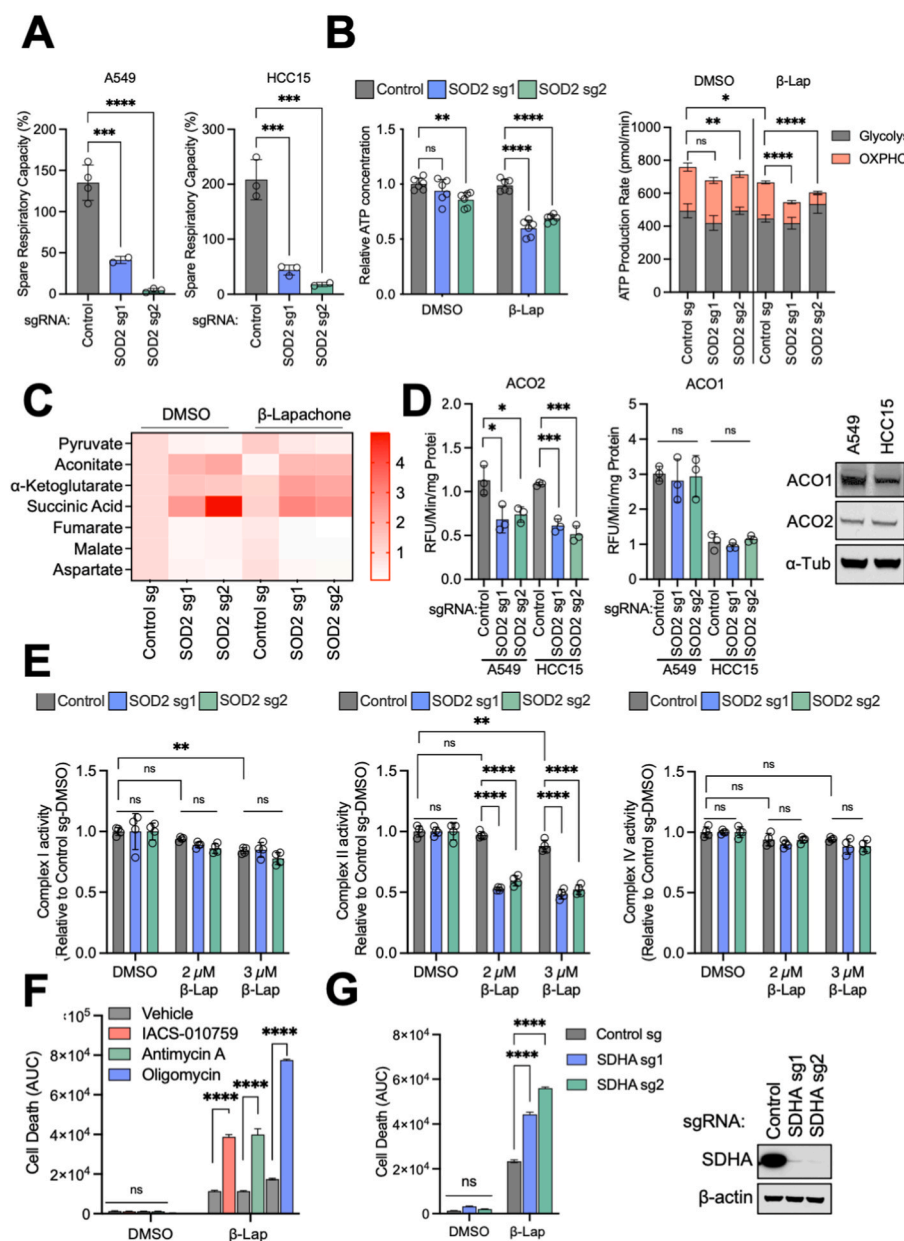 A
A549
HCC15
Spare Respiratory Capacity (%)
200
150
100
50
0
****
***
Spare Respiratory Capacity (%)
300
200
100
0
***
***
sgRNA:
Control
SOD2 sg1
SOD2 sg2
Control
SOD2 sg1
SOD2 sg2
B
Control
SOD2 sg1
SOD2 sg2
Relative ATP concentration
1.5
1.0
0.5
0.0
**
ns
****
****
DMSO
β-Lap
DMSO
β-Lap
ATP Production Rate (pmol/min)
1000
800
600
400
200
0
*
**
ns
****
****
Glycolys
OXPHO
Control sg
SOD2 sg1
SOD2 sg2
Control sg
SOD2 sg1
SOD2 sg2
C
DMSO
β-Lapachone
Pyruvate
Aconitate
α-Ketoglutarate
Succinic Acid
Fumarate
Malate
Aspartate
4
3
2
1
Control sg
SOD2 sg1
SOD2 sg2
Control sg
SOD2 sg1
SOD2 sg2
D
ACO2
RFU/Min/mg Protei
2.0
1.5
1.0
0.5
0.0
*
*
***
***
sgRNA:
Control
SOD2 sg1
SOD2 sg2
Control
SOD2 sg1
SOD2 sg2
A549
HCC15
ACO1
RFU/Min/mg Protein
5
4
3
2
1
0
ns
ns
sgRNA:
Control
SOD2 sg1
SOD2 sg2
Control
SOD2 sg1
SOD2 sg2
A549
HCC15
A549
HCC15
ACO1
ACO2
α-Tub
E
Control
SOD2 sg1
SOD2 sg2
Complex I activity
(Relative to Control sg-DMSO)
1.5
1.0
0.5
0.0
**
ns
ns
ns
ns
DMSO
2 µM
β-Lap
3 µM
β-Lap
Control
SOD2 sg1
SOD2 sg2
Complex II activity
(Relative to Control sg-DMSO)
1.5
1.0
0.5
0.0
**
ns
ns
****
****
****
****
DMSO
2 µM
β-Lap
3 µM
β-Lap
Control
SOD2 sg1
SOD2 sg2
Complex IV activity
(Relative to Control sg-DMSO)
1.5
1.0
0.5
0.0
ns
ns
ns
ns
ns
DMSO
2 µM
β-Lap
3 µM
β-Lap
F
Vehicle
IACS-010759
Antimycin A
Oligomycin
Cell Death (AUC)
8×10⁴
6×10⁴
4×10⁴
2×10⁴
0
ns
****
****
****
DMSO
β-Lap
G
Control sg
SDHA sg1
SDHA sg2
Cell Death (AUC)
8×10⁴
6×10⁴
4×10⁴
2×10⁴
0
ns
****
****
DMSO
β-Lap
sgRNA:
Control
SDHA sg1
SDHA sg2
SDHA
β-actin